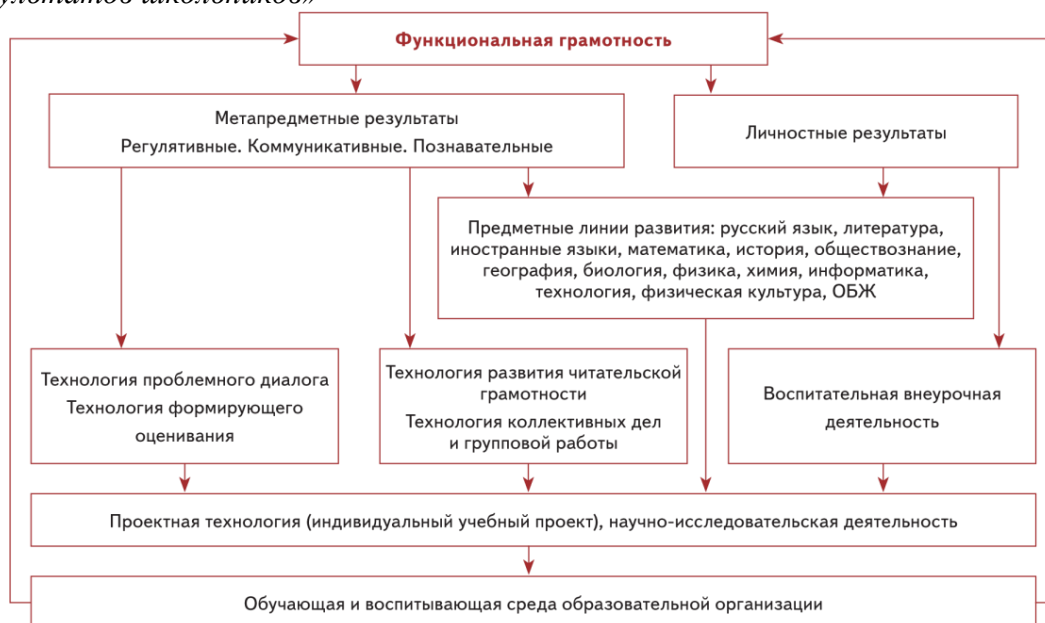 ультатов школьников»
Функциональная грамотность
Метапредметные результаты
Регулятивные. Коммуникативные. Познавательные
Личностные результаты
Предметные линии развития: русский язык, литература,
иностранные языки, математика, история, обществознание,
география, биология, физика, химия, информатика,
технология, физическая культура, ОБЖ
Технология проблемного диалога
Технология формирующего
оценивания
Технология развития читательской
грамотности
Технология коллективных дел
и групповой работы
Воспитательная внеурочная
деятельность
Проектная технология (индивидуальный учебный проект), научно-исследовательская деятельность
Обучающая и воспитывающая среда образовательной организации